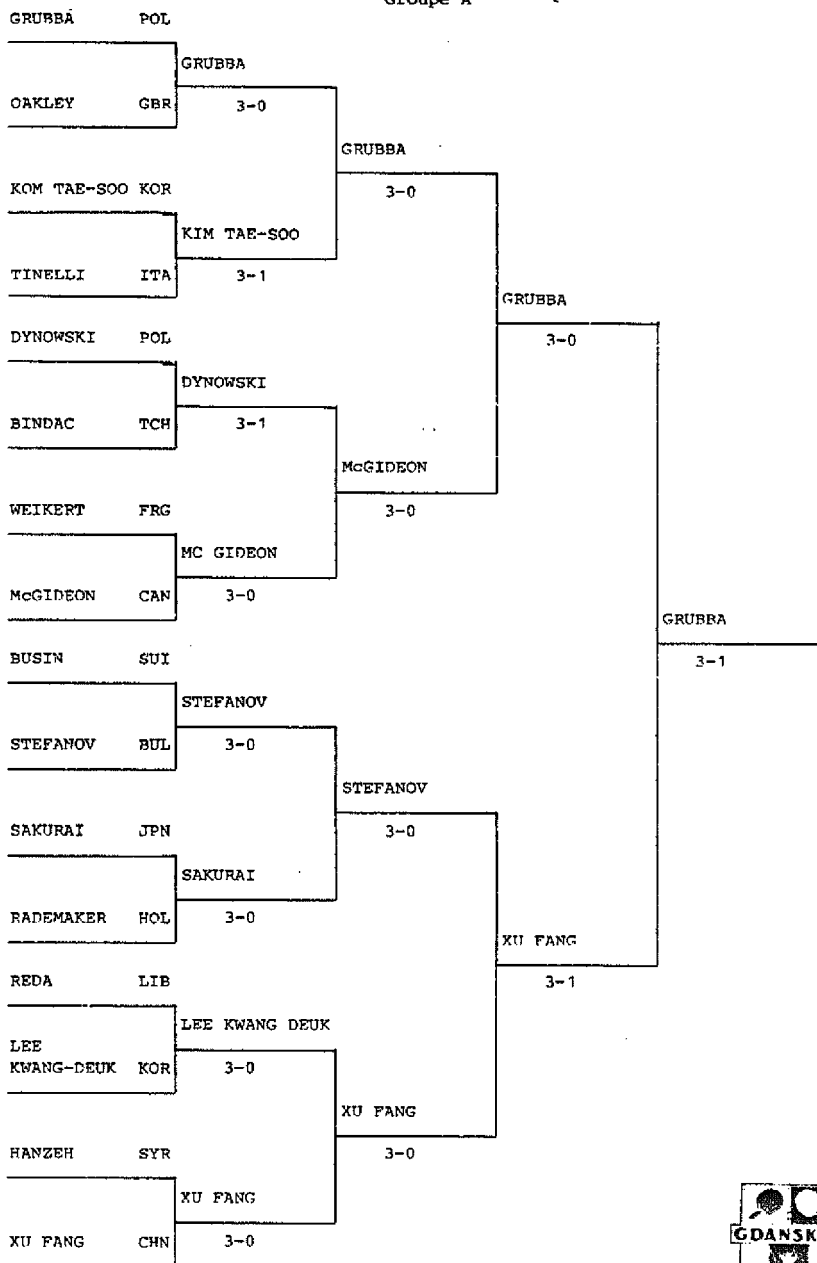 Groupe A
GRUBBA POL
GRUBBA
OAKLEY GBR 3-0
GRUBBA
KOM TAE-SOO KOR 3-0
KIM TAE-SOO
TINELLI ITA 3-1
GRUBBA
DYNOWSKI POL 3-0
DYNOWSKI
BINDAC TCH 3-1
McGIDEON
WEIKERT FRG 3-0
MC GIDEON
McGIDEON CAN 3-0
GRUBBA
BUSIN SUI 3-1
STEFANOV
STEFANOV BUL 3-0
STEFANOV
SAKURAI JPN 3-0
SAKURAI
RADEMAKER HOL 3-0
XU FANG
REDA LIB 3-1
LEE KWANG DEUK
LEE
KWANG-DEUK KOR 3-0
XU FANG
HANZEH SYR 3-0
XU FANG
XU FANG CHN 3-0
GDANSK